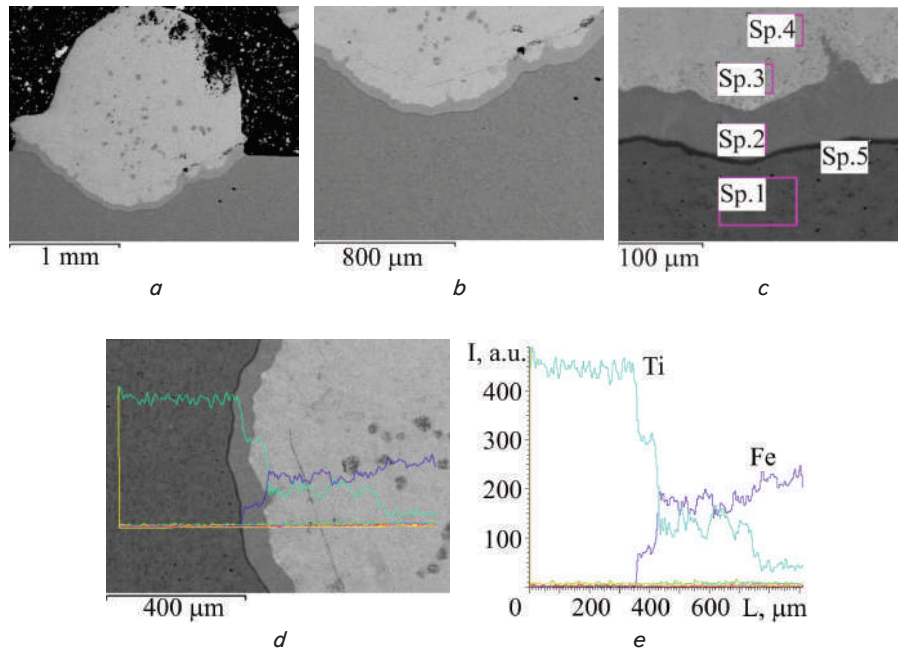 1 mm
a
800 μm
b
Sp.4
Sp.3
Sp.2
Sp.5
Sp.1
100 μm
c
400 μm
d
I, a.u.
400
300
200
100
0
200 400 600 L, μm
Ti
Fe
e